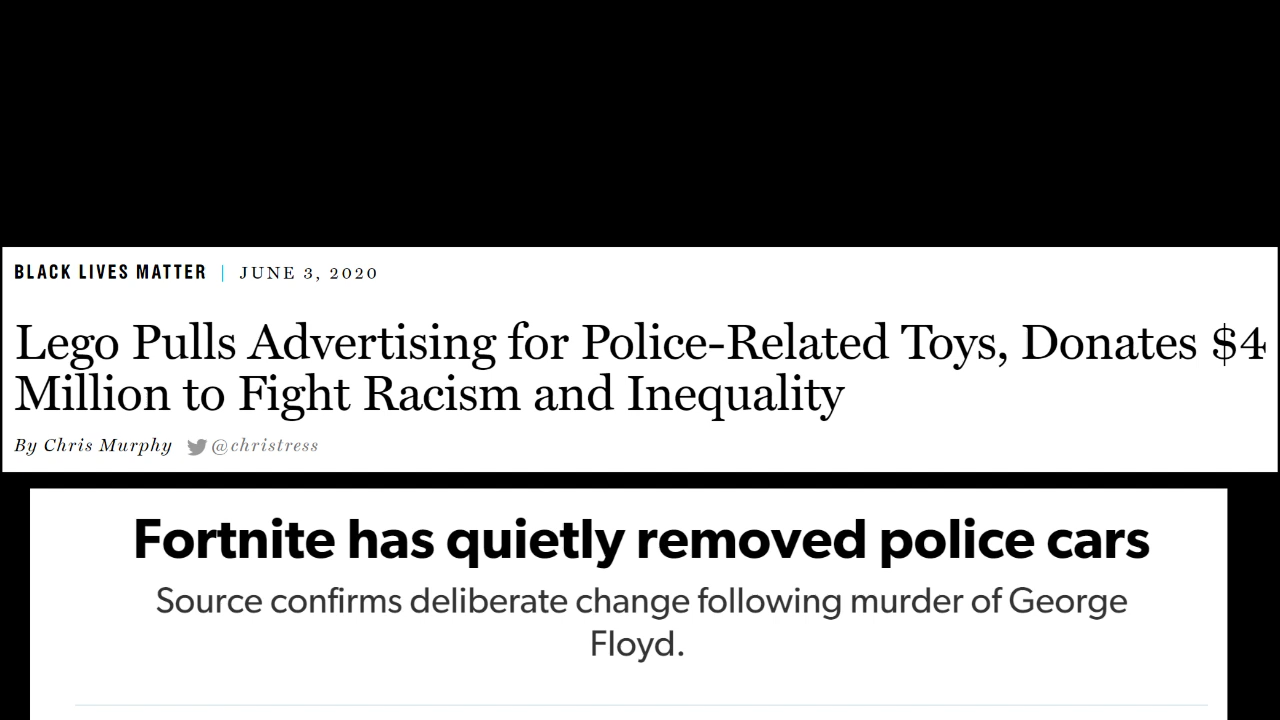 BLACK LIVES MATTER | JUNE 3, 2020
Lego Pulls Advertising for Police-Related Toys, Donates $4
Million to Fight Racism and Inequality
By Chris Murphy @christress
Fortnite has quietly removed police cars
Source confirms deliberate change following murder of George
Floyd.